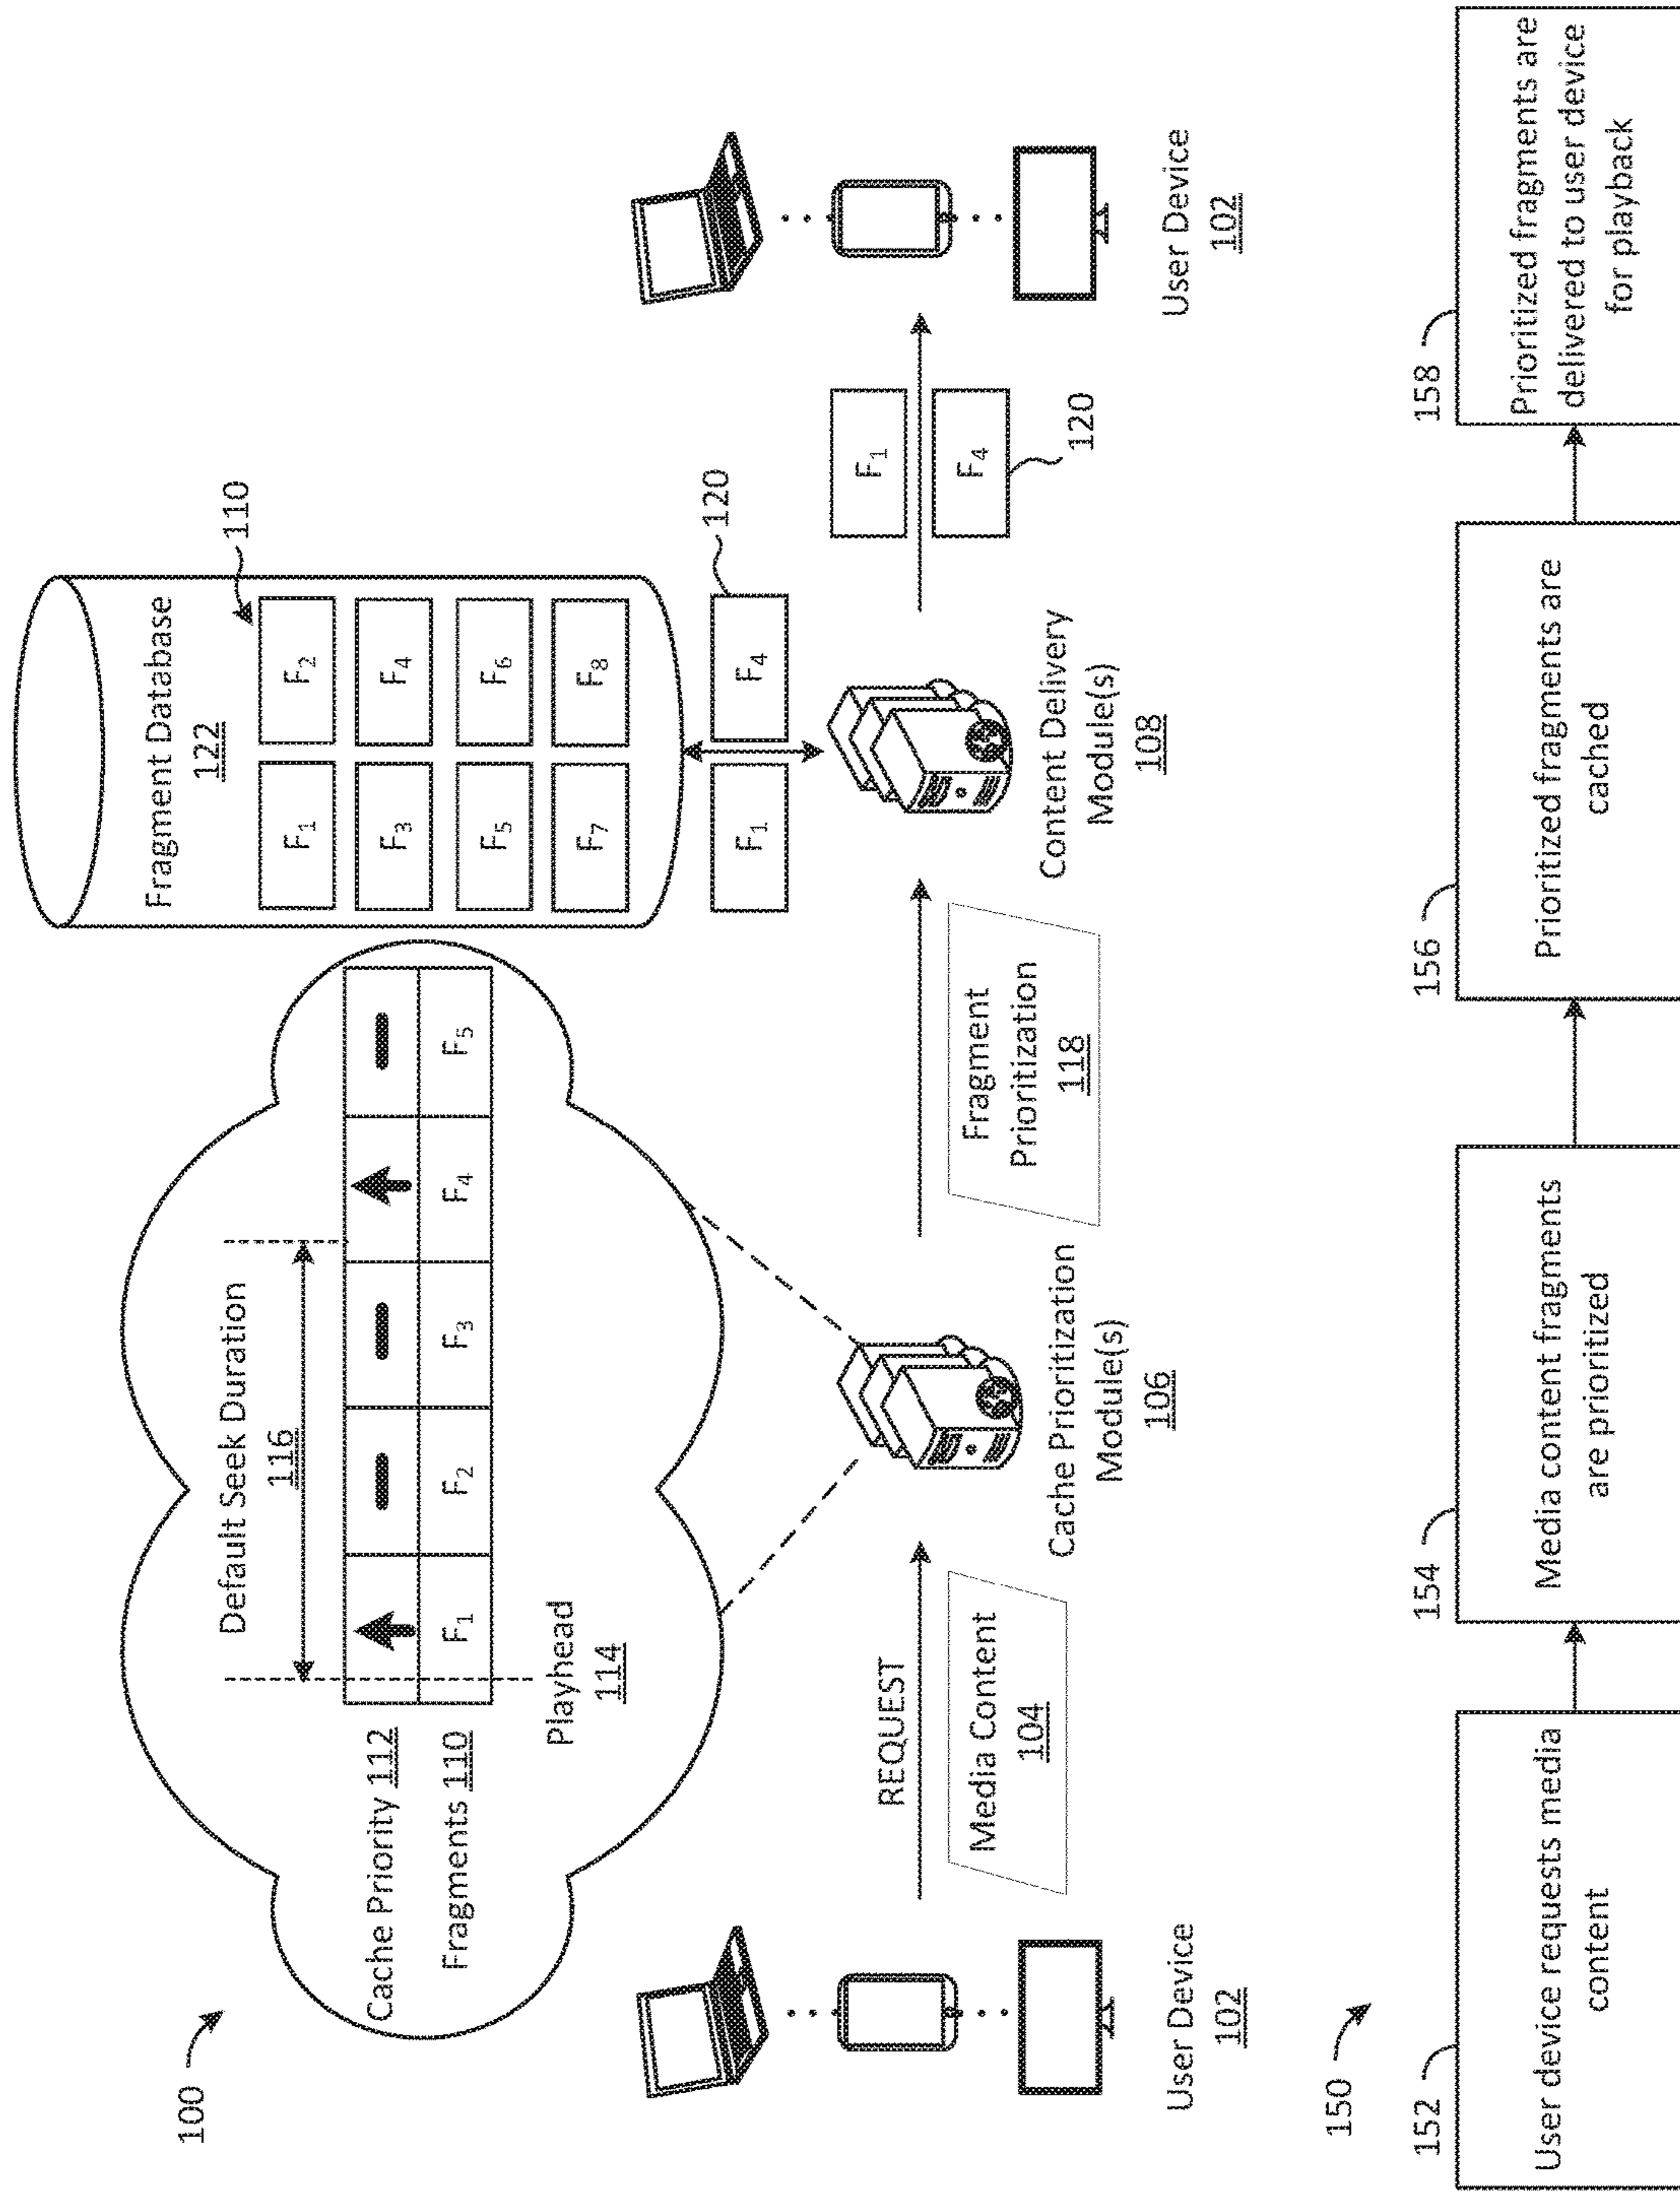 100
Default Seek Duration
116
Cache Priority 112
Fragments 110
F1 F2 F3 F4 F5
Playhead
114
Fragment Database
122
110
F1 F2
F3 F4
F5 F6
F7 F8
F1 F4
120
REQUEST
Media Content
104
Fragment
Prioritization
118
F1
F4
120
User Device
102
Cache Prioritization
Module(s)
106
Content Delivery
Module(s)
108
User Device
102
150
152
User device requests media
content
154
Media content fragments
are prioritized
156
Prioritized fragments are
cached
158
Prioritized fragments are
delivered to user device
for playback